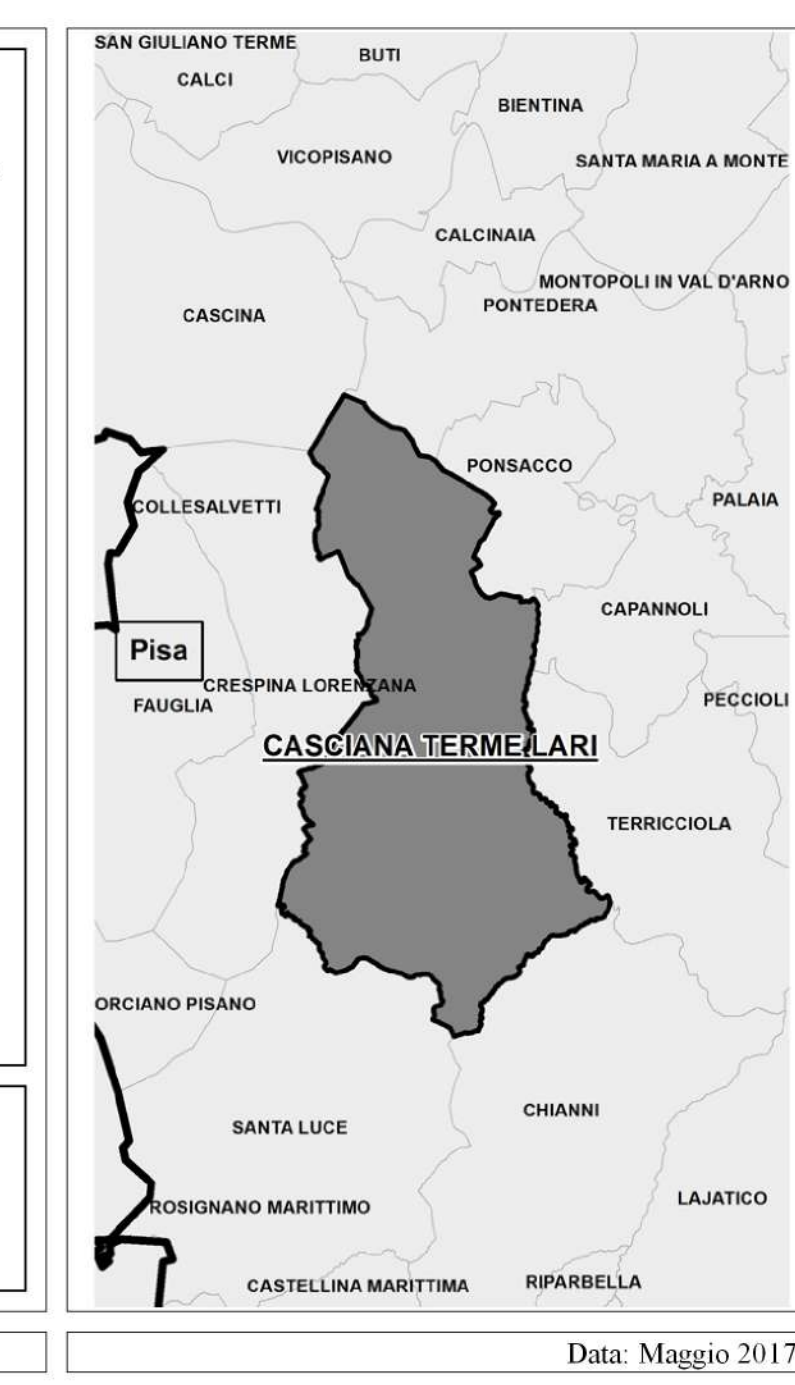 SAN GIULIANO TERME
BUTI
CALCI
BIENTINA
VICOPISANO
SANTA MARIA A MONTE
CALCINAIA
MONTOPOLI IN VAL D'ARNO
PONTEDERA
CASCINA
PONSACCO
PALAIA
COLLESALVETTI
CAPANNOLI
Pisa
CRESPINA LORENZANA
PECCIOLI
FAUGLIA
CASCIANA TERME LARI
TERRICCIOLA
ORCIANO PISANO
CHIANNI
SANTA LUCE
LAJATICO
ROSIGNANO MARITTIMO
RIPARBELLA
CASTELLINA MARITTIMA
Data: Maggio 2017